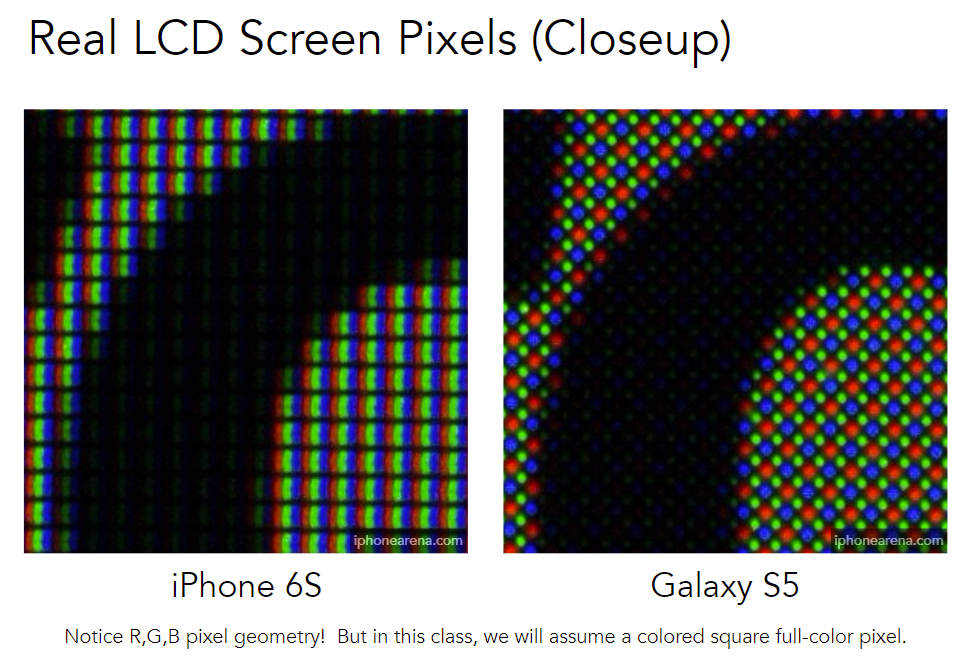 Real LCD Screen Pixels (Closeup)
iphonearena.com
iphonearena.com
iPhone 6S
Galaxy S5
Notice R,G,B pixel geometry! But in this class, we will assume a colored square full-color pixel.